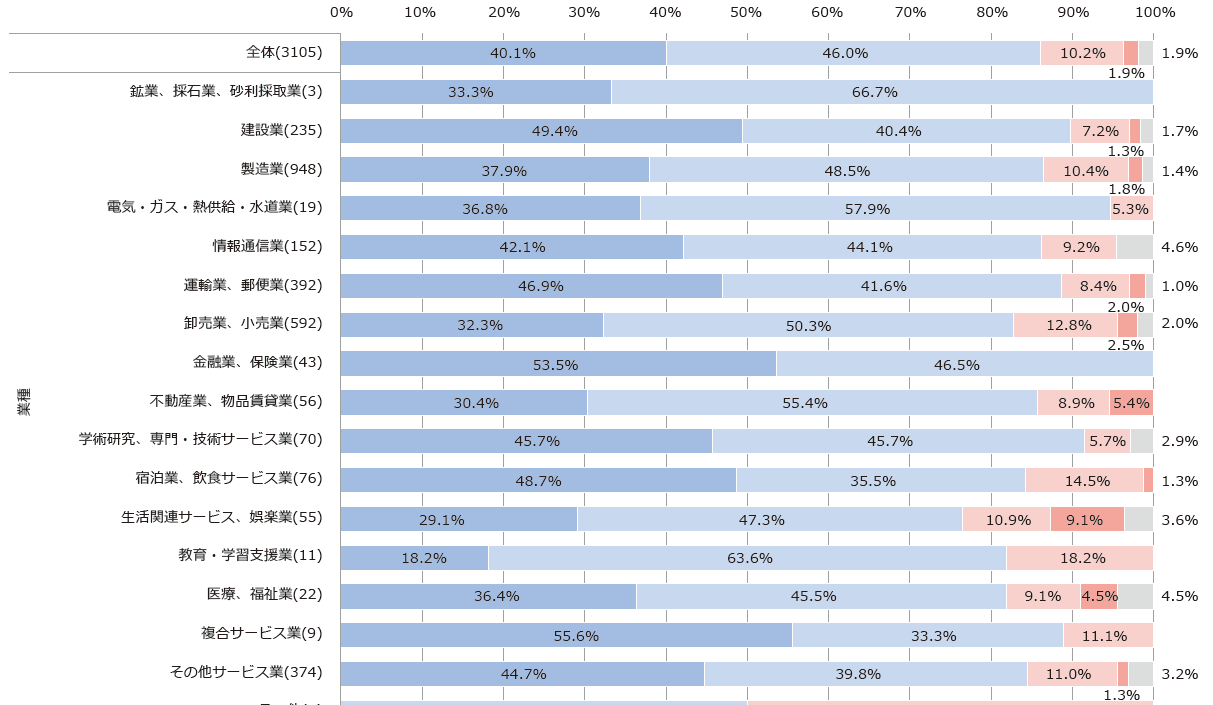 0% 10% 20% 30% 40% 50% 60% 70% 80% 90% 100%
全体(3105) 40.1% 46.0% 10.2% 1.9%
1.9%
鉱業、採石業、砂利採取業(3) 33.3% 66.7%
建設業(235) 49.4% 40.4% 7.2% 1.7%
1.3%
製造業(948) 37.9% 48.5% 10.4% 1.4%
1.8%
電気・ガス・熱供給・水道業(19) 36.8% 57.9% 5.3%
情報通信業(152) 42.1% 44.1% 9.2% 4.6%
運輸業、郵便業(392) 46.9% 41.6% 8.4% 1.0%
2.0%
卸売業、小売業(592) 32.3% 50.3% 12.8% 2.0%
2.5%
金融業、保険業(43) 53.5% 46.5%
業種
不動産業、物品賃貸業(56) 30.4% 55.4% 8.9% 5.4%
学術研究、専門・技術サービス業(70) 45.7% 45.7% 5.7% 2.9%
宿泊業、飲食サービス業(76) 48.7% 35.5% 14.5% 1.3%
生活関連サービス、娯楽業(55) 29.1% 47.3% 10.9% 9.1% 3.6%
教育・学習支援業(11) 18.2% 63.6% 18.2%
医療、福祉業(22) 36.4% 45.5% 9.1% 4.5% 4.5%
複合サービス業(9) 55.6% 33.3% 11.1%
その他サービス業(374) 44.7% 39.8% 11.0% 3.2%
1.3%